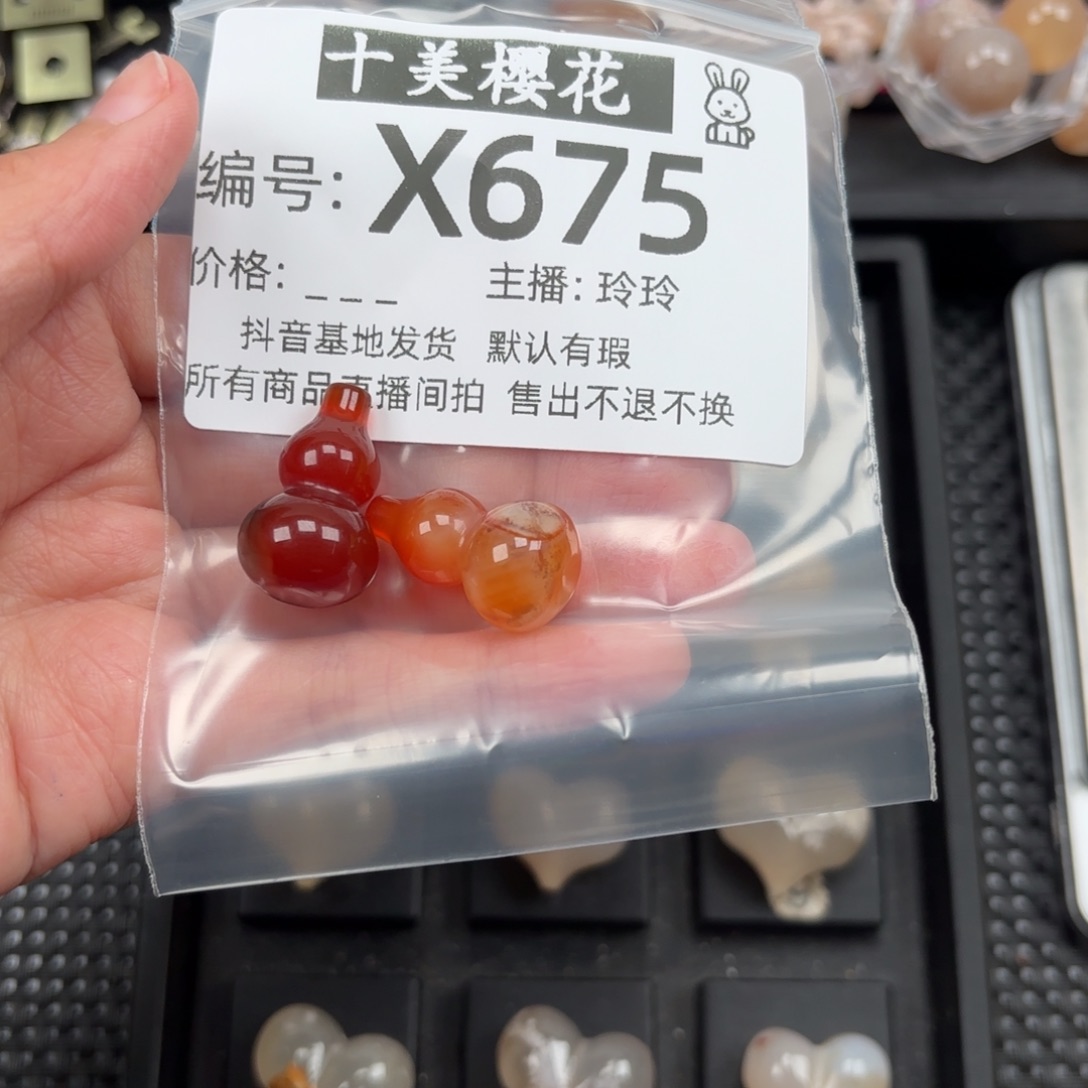 十美樱花
编号: X675
价格: _ _ _ 主播: 玲玲
抖音基地发货 默认有瑕
所有商品直播间拍 售出不退不换